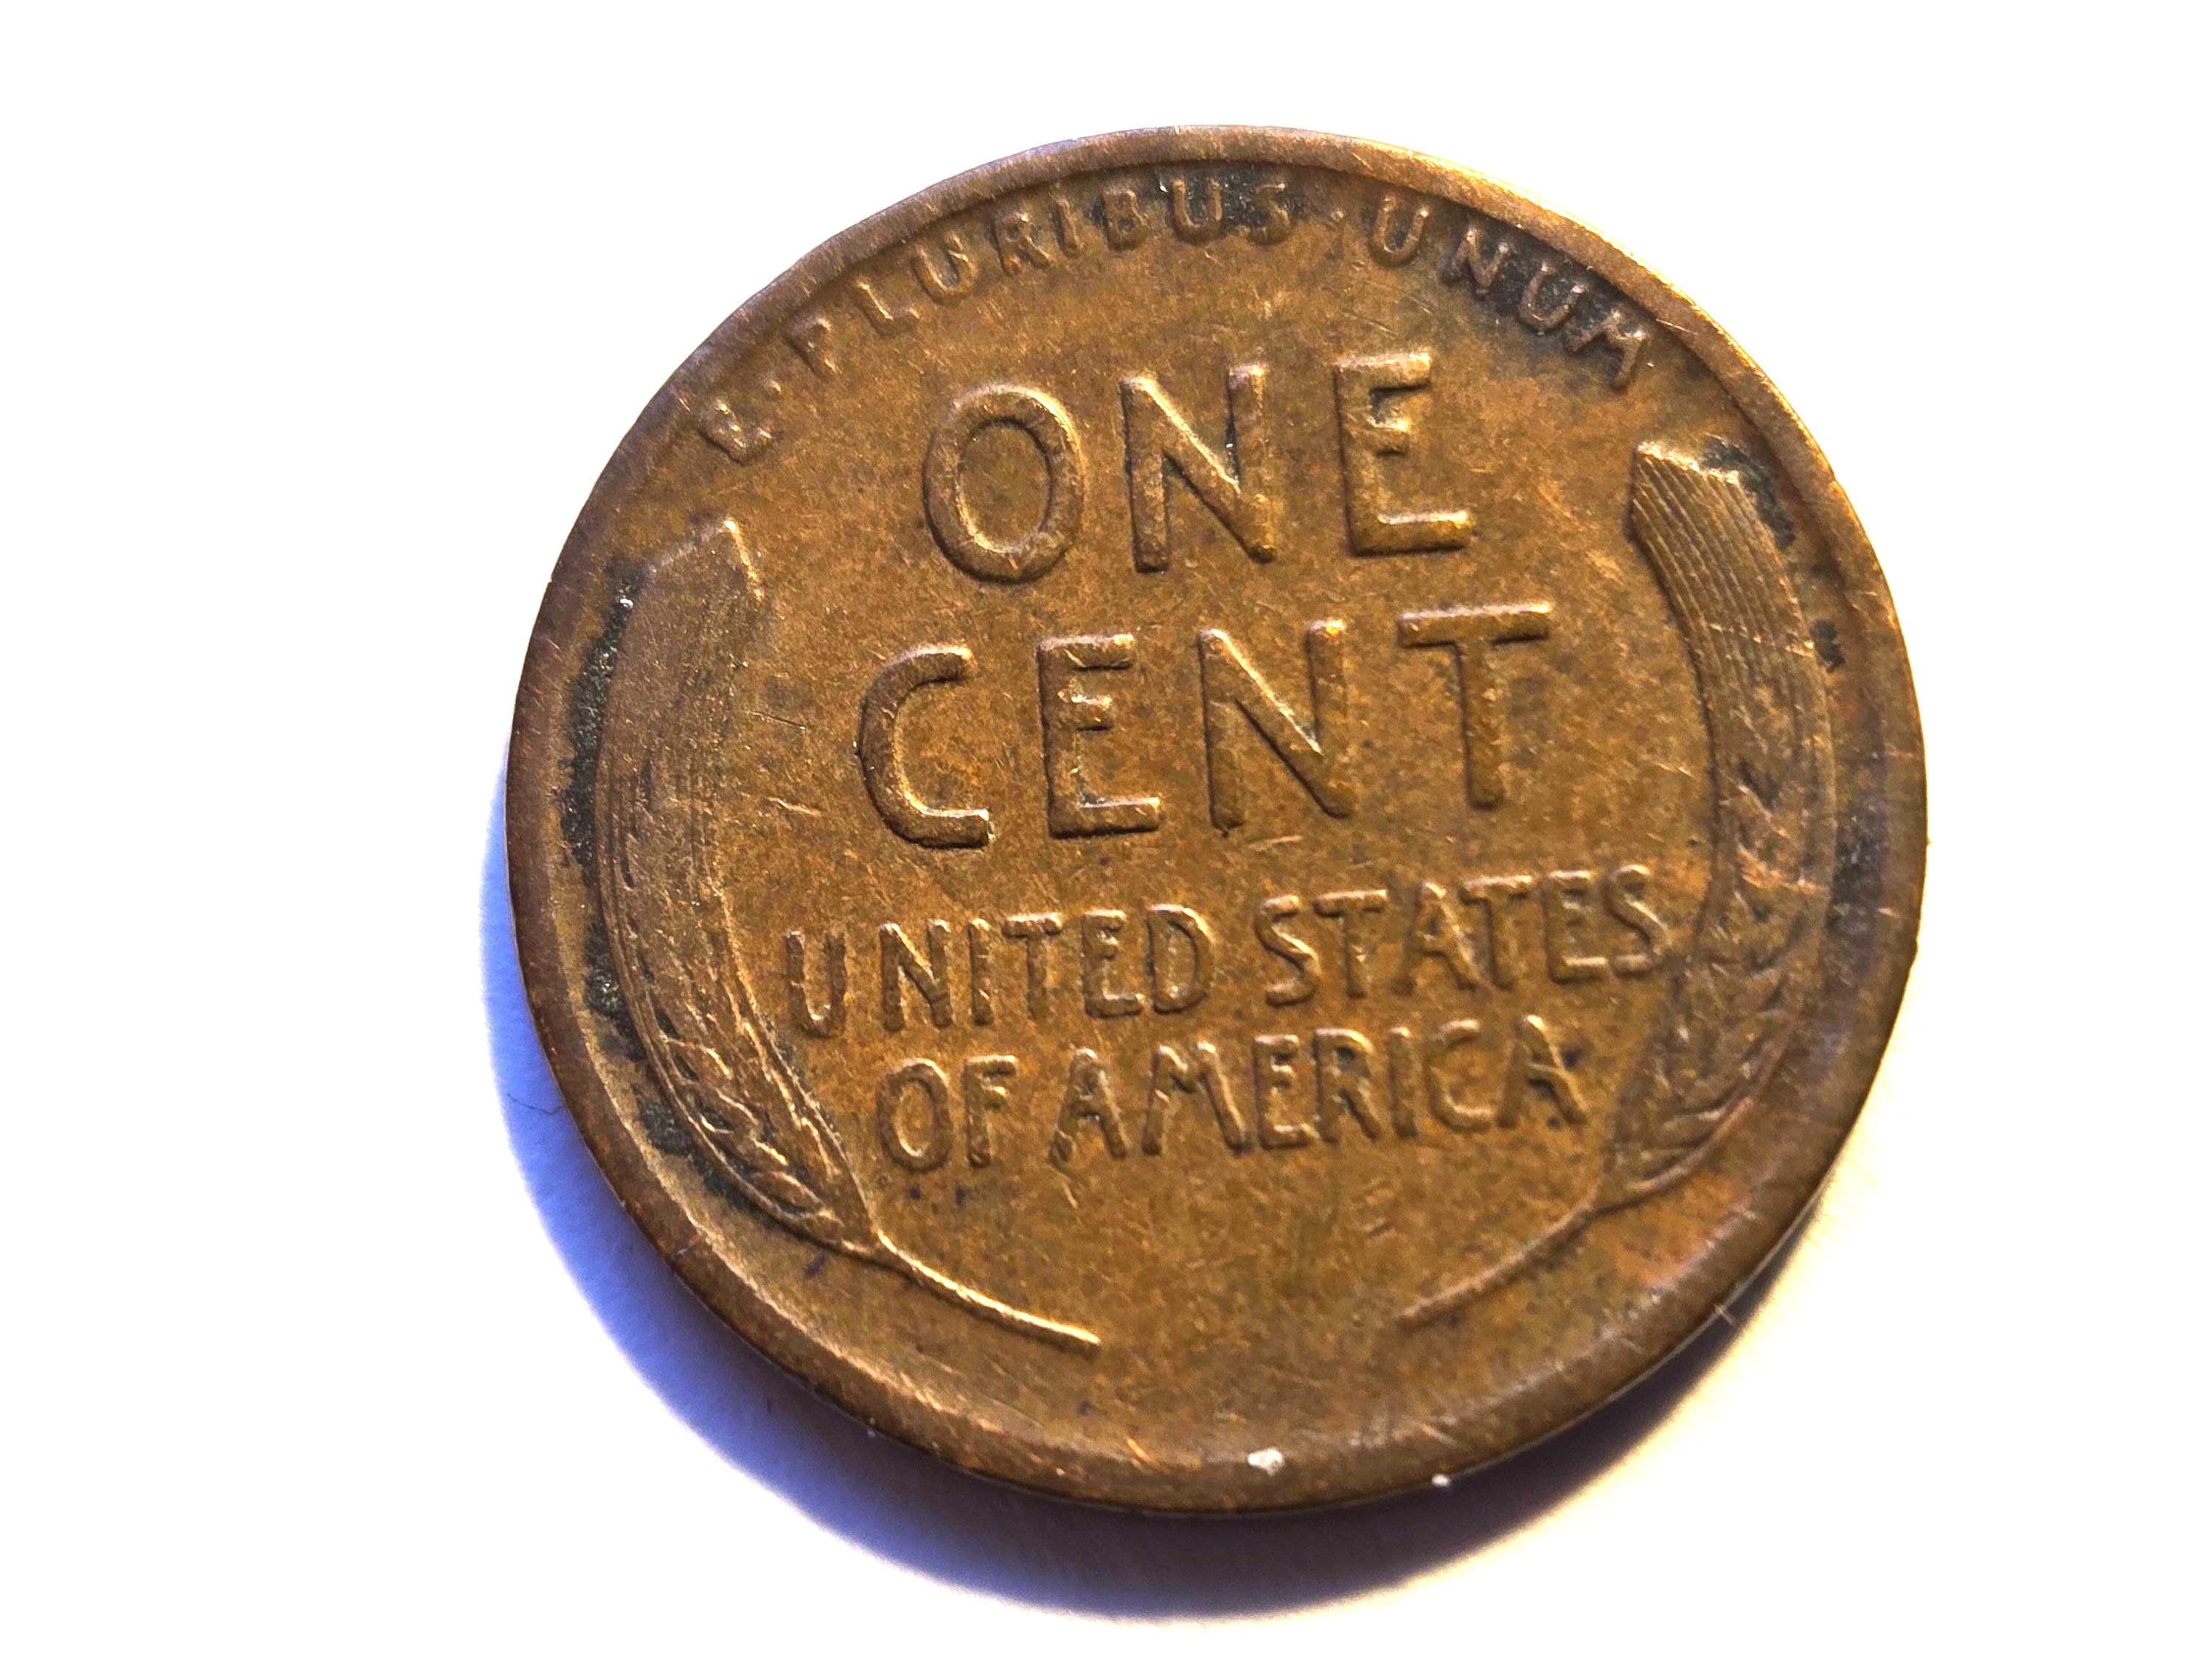 E·PLURIBUS·UNUM
ONE
CENT
UNITED STATES
OF AMERICA